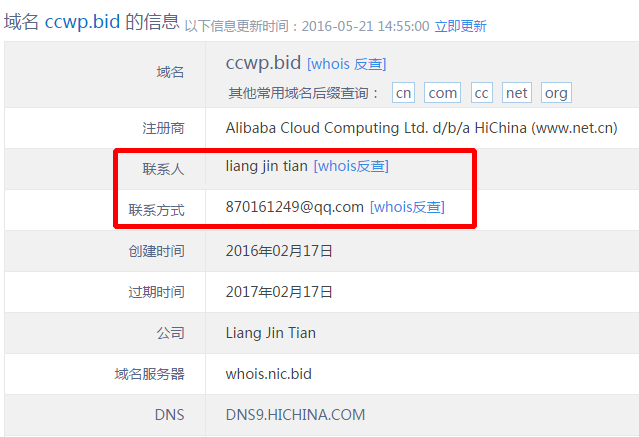 域名 ccwp.bid 的信息 以下信息更新时间：2016-05-21 14:55:00 立即更新
域名 ccwp.bid [whois 反查]
其他常用域名后缀查询： cn com cc net org
注册商 Alibaba Cloud Computing Ltd. d/b/a HiChina (www.net.cn)
联系人 liang jin tian [whois反查]
联系方式 870161249@qq.com [whois反查]
创建时间 2016年02月17日
过期时间 2017年02月17日
公司 Liang Jin Tian
域名服务器 whois.nic.bid
DNS DNS9.HICHINA.COM